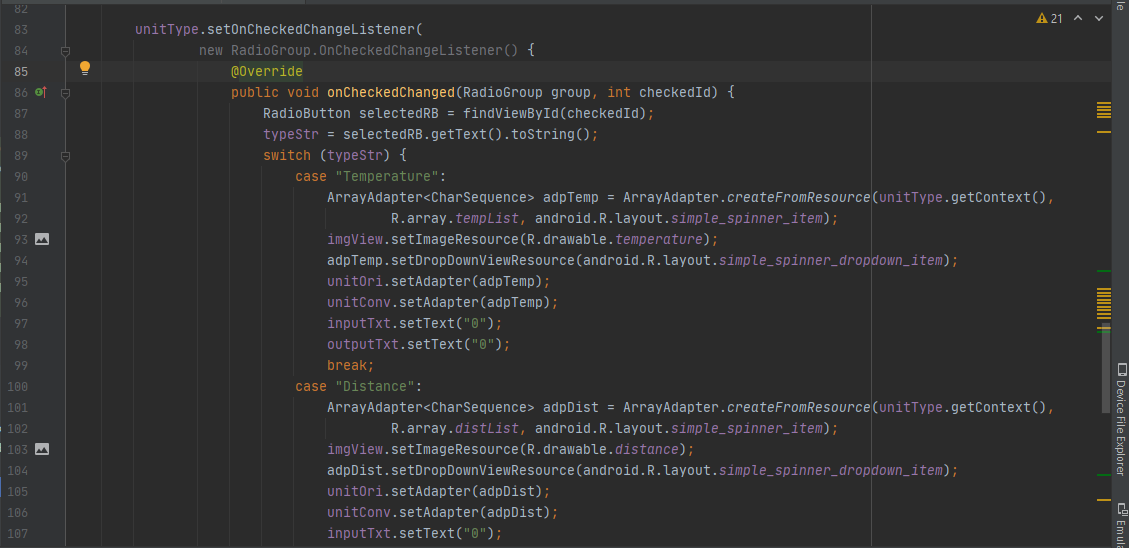 82
83 unitType.setOnCheckedChangeListener(
84 new RadioGroup.OnCheckedChangeListener() {
85 @Override
86 public void onCheckedChanged(RadioGroup group, int checkedId) {
87 RadioButton selectedRB = findViewById(checkedId);
88 typeStr = selectedRB.getText().toString();
89 switch (typeStr) {
90 case "Temperature":
91 ArrayAdapter<CharSequence> adpTemp = ArrayAdapter.createFromResource(unitType.getContext(),
92 R.array.tempList, android.R.layout.simple_spinner_item);
93 imgView.setImageResource(R.drawable.temperature);
94 adpTemp.setDropDownViewResource(android.R.layout.simple_spinner_dropdown_item);
95 unitOri.setAdapter(adpTemp);
96 unitConv.setAdapter(adpTemp);
97 inputTxt.setText("0");
98 outputTxt.setText("0");
99 break;
100 case "Distance":
101 ArrayAdapter<CharSequence> adpDist = ArrayAdapter.createFromResource(unitType.getContext(),
102 R.array.distList, android.R.layout.simple_spinner_item);
103 imgView.setImageResource(R.drawable.distance);
104 adpDist.setDropDownViewResource(android.R.layout.simple_spinner_dropdown_item);
105 unitOri.setAdapter(adpDist);
106 unitConv.setAdapter(adpDist);
107 inputTxt.setText("0");
21
Device File Explorer